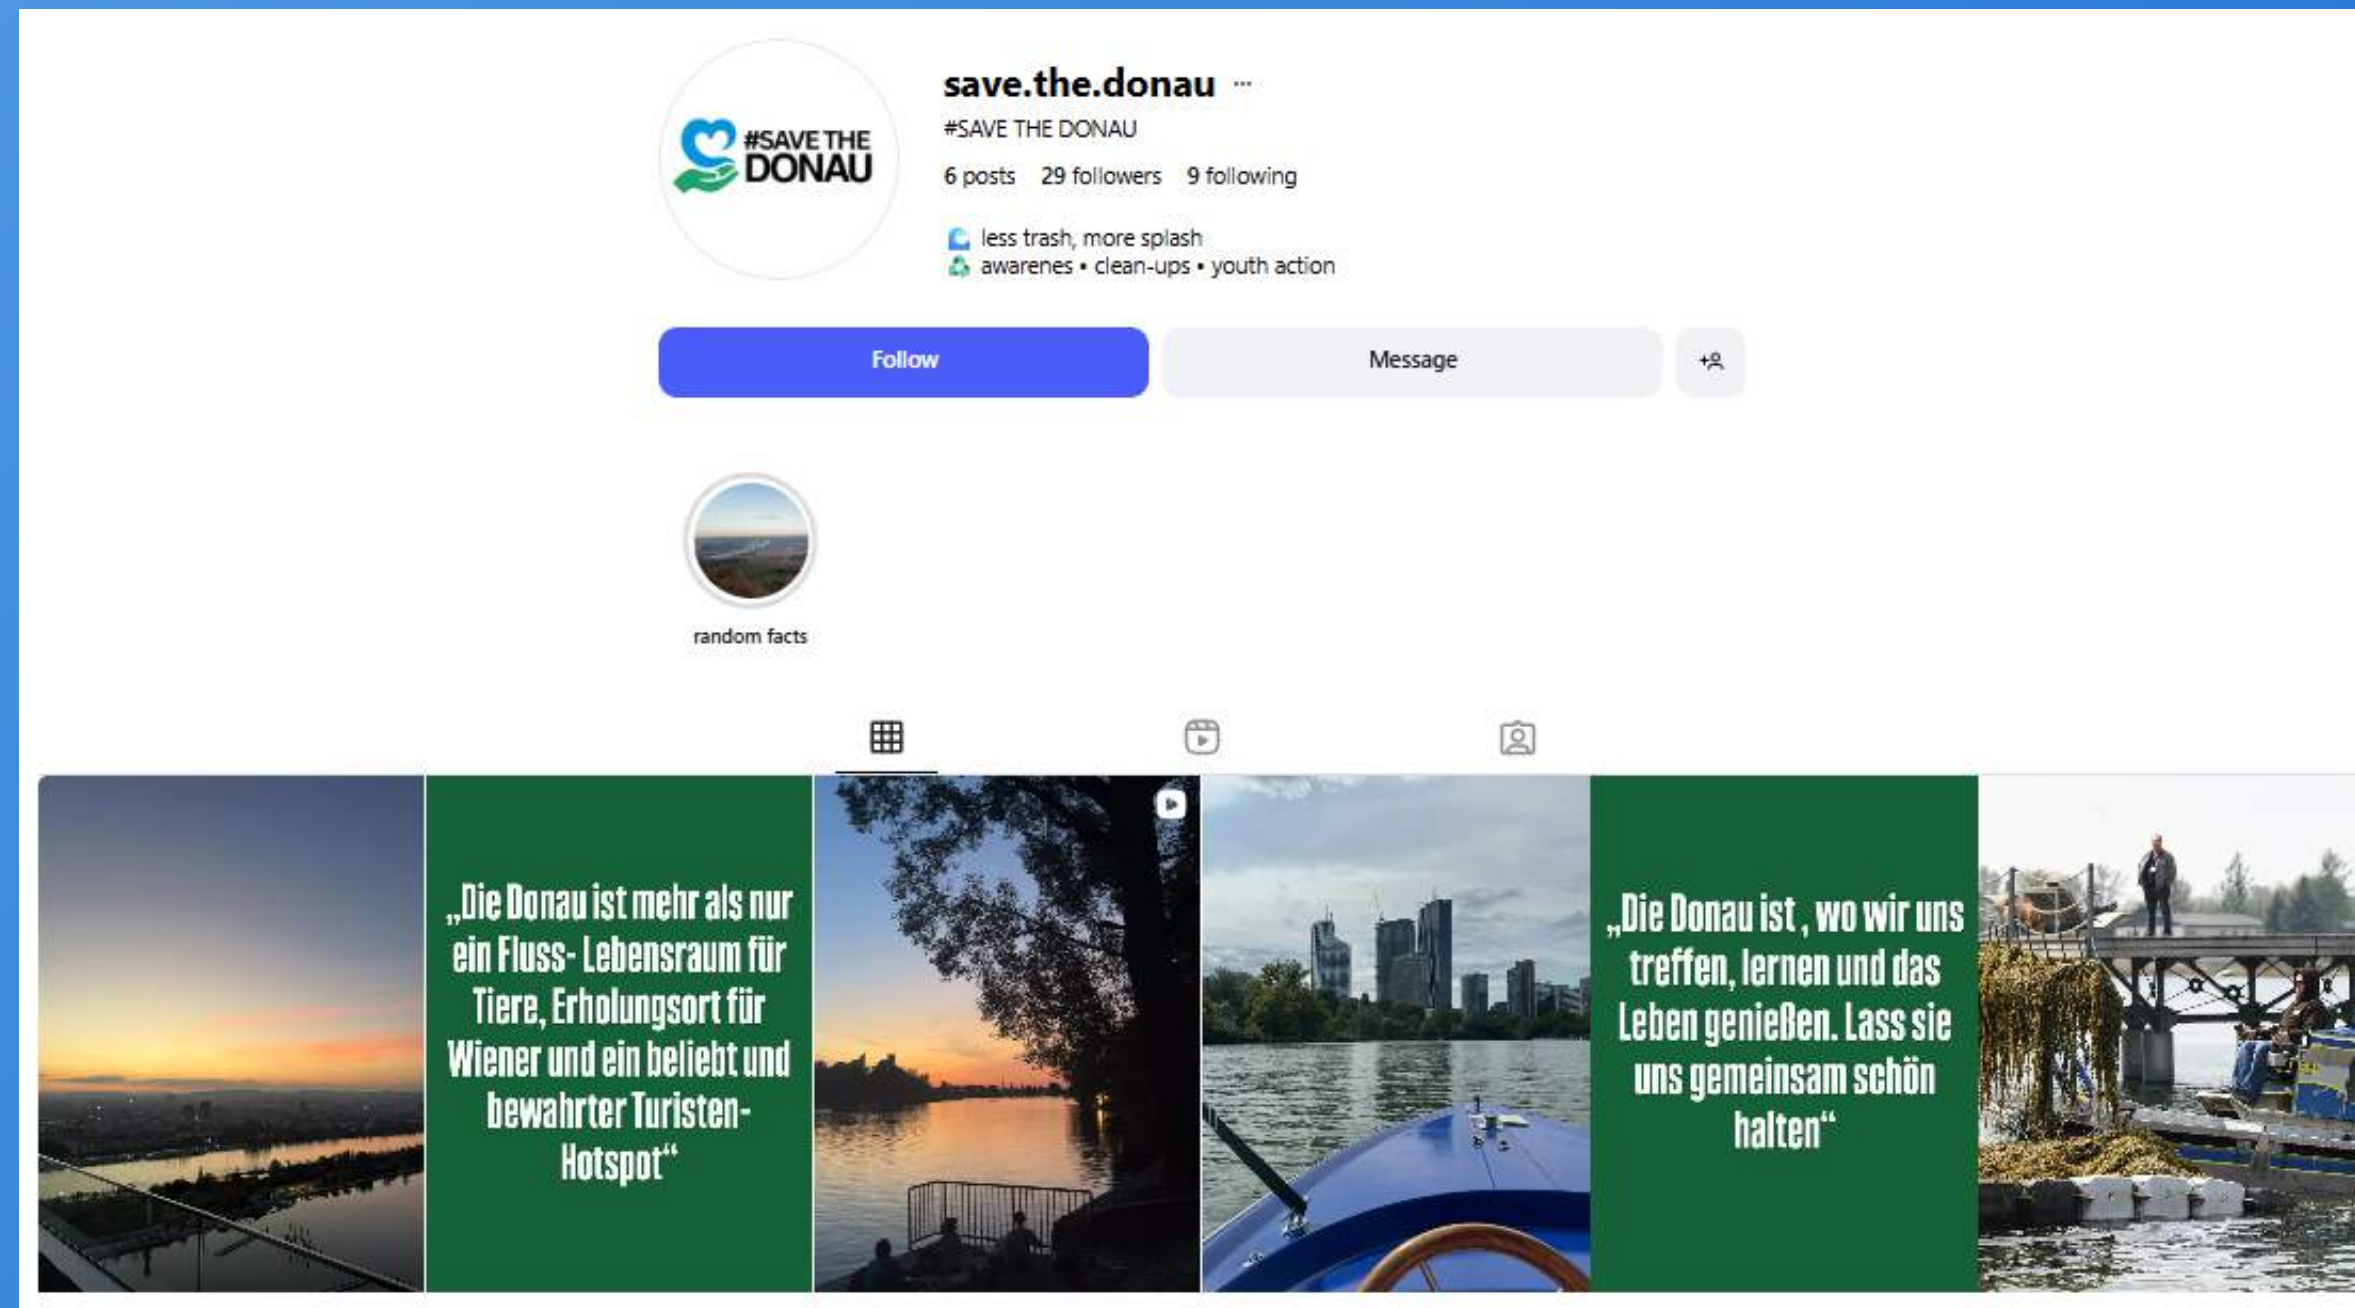 #SAVE THE
DONAU
save.the.donau ...
#SAVE THE DONAU
6 posts 29 followers 9 following
less trash, more splash
awarenes • clean-ups • youth action
Follow
Message
random facts
„Die Donau ist mehr als nur
ein Fluss- Lebensraum für
Tiere, Erholungsort für
Wiener und ein beliebt und
bewahrter Turisten-
Hotspot“
„Die Donau ist , wo wir uns
treffen, lernen und das
Leben genießen. Lass sie
uns gemeinsam schön
halten“